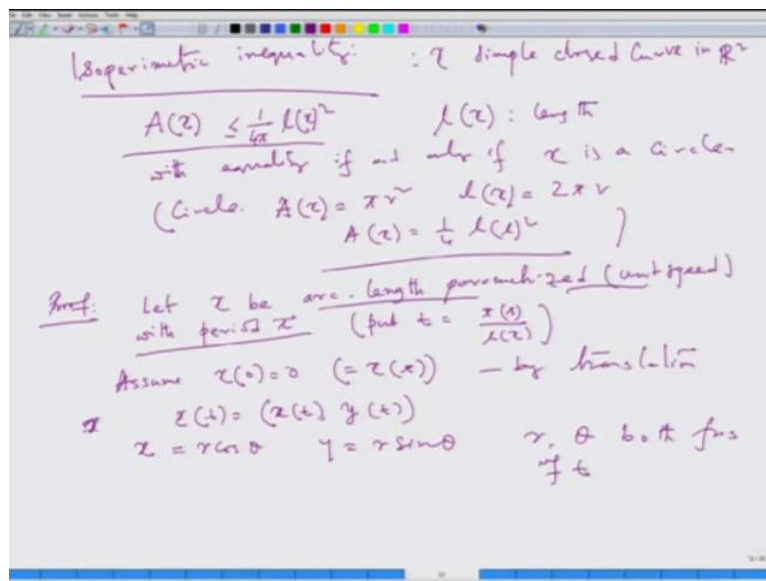 Isoperimetric inequality: : τ simple closed curve in R²
A(τ) ≤ 1/4π l(τ)² l(τ): length
with equality if and only if τ is a circle
(Circle. A(τ) = πr² l(τ) = 2πr
A(τ) = 1/4 l(l)² )
Proof: Let τ be arc-length parametrized (unit speed)
with period π (put t = π(s)/l(τ))
Assume τ(0)=0 (= τ(π)) — by translation
τ(t) = (x(t), y(t))
x = r cos θ y = r sin θ r, θ both fns
of t